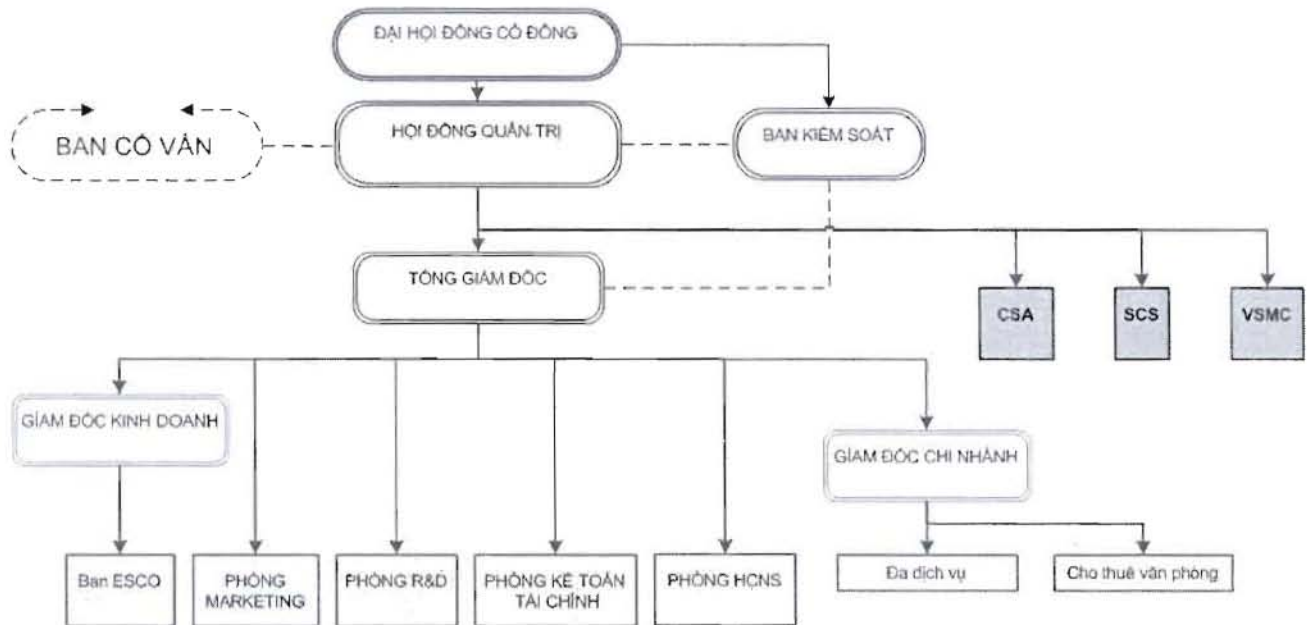 ĐẠI HỘI ĐỒNG CỔ ĐÔNG
HỘI ĐỒNG QUẢN TRỊ
BAN CỐ VẤN
BAN KIỂM SOÁT
TỔNG GIÁM ĐỐC
CSA
SCS
VSMC
GIÁM ĐỐC KINH DOANH
GIÁM ĐỐC CHI NHÁNH
Ban ESCO
PHÒNG
MARKETING
PHÒNG R&D
PHÒNG KẾ TOÁN
TÀI CHÍNH
PHÒNG HCNS
Đa dịch vụ
Cho thuê văn phòng